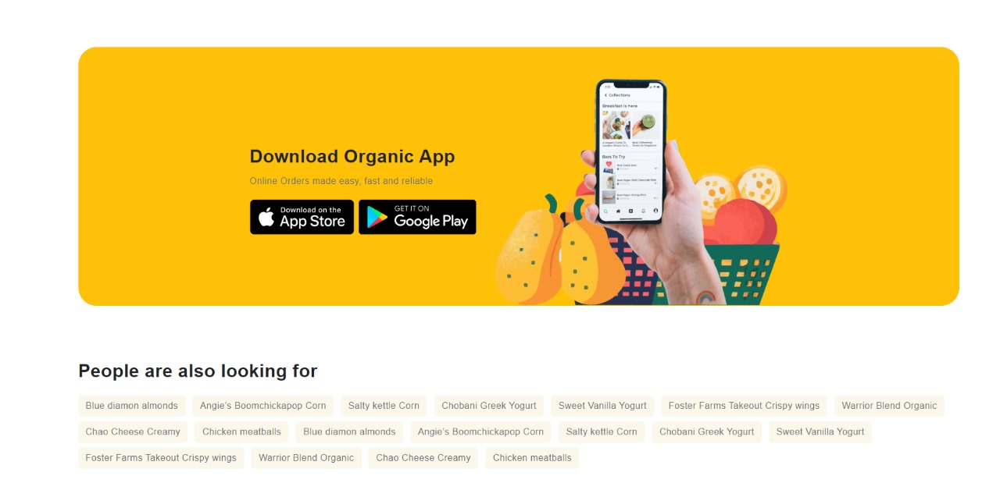 Collections
Breakfast is here
Bars To Try
Download Organic App
Online Orders made easy, fast and reliable
Download on the
App Store
GET IT ON
Google Play
People are also looking for
Blue diamon almonds Angie's Boomchickapop Corn Salty kettle Corn Chobani Greek Yogurt Sweet Vanilla Yogurt Foster Farms Takeout Crispy wings Warrior Blend Organic
Chao Cheese Creamy Chicken meatballs Blue diamon almonds Angie's Boomchickapop Corn Salty kettle Corn Chobani Greek Yogurt Sweet Vanilla Yogurt
Foster Farms Takeout Crispy wings Warrior Blend Organic Chao Cheese Creamy Chicken meatballs